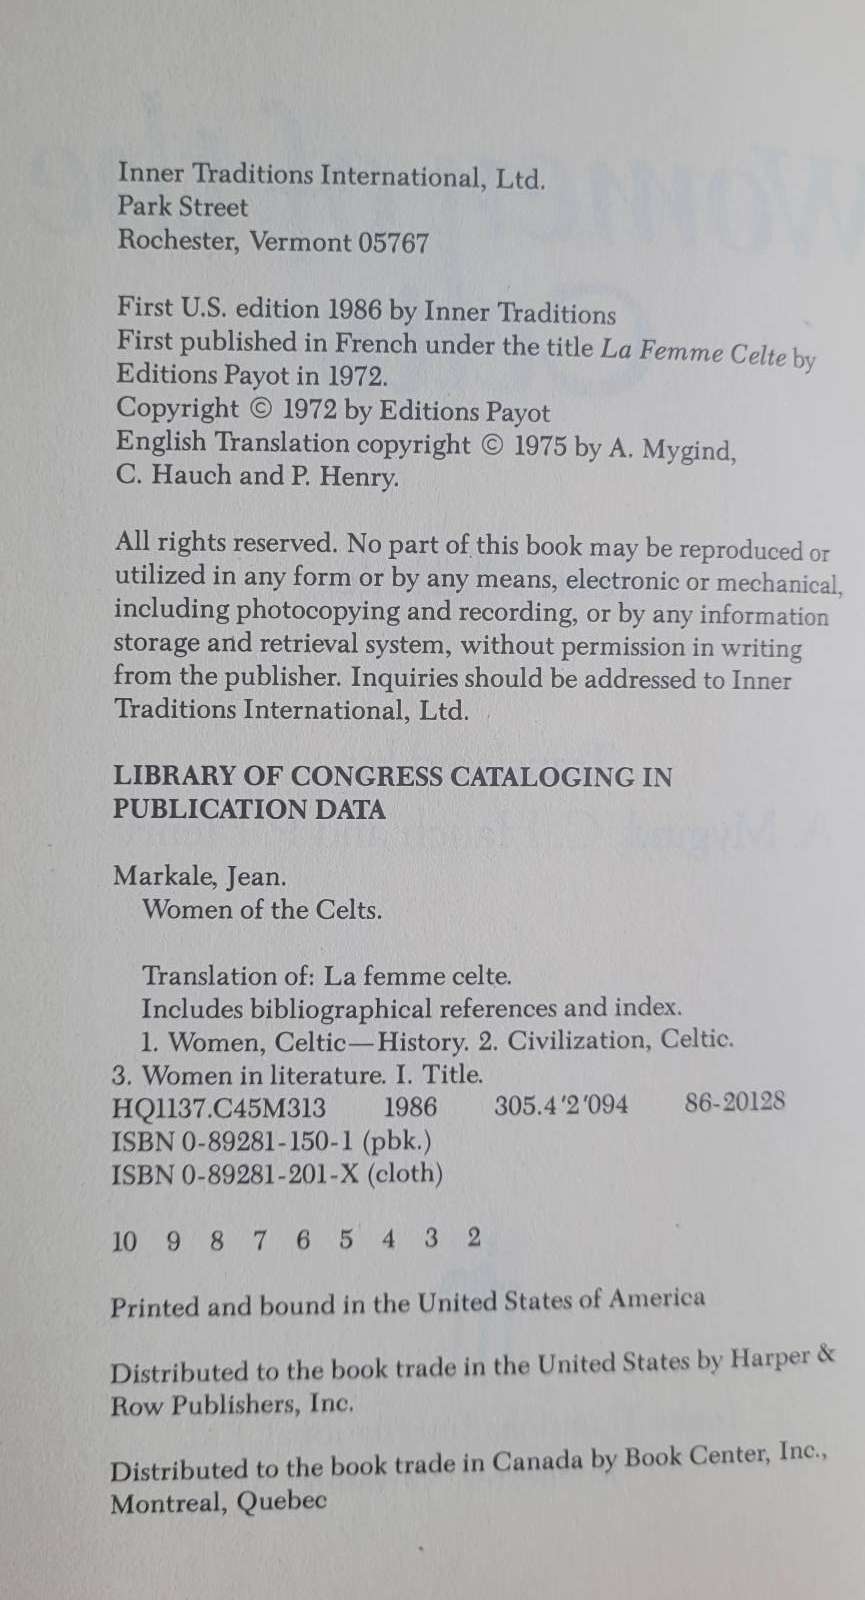 Inner Traditions International, Ltd.
Park Street
Rochester, Vermont 05767
First U.S. edition 1986 by Inner Traditions
First published in French under the title La Femme Celte by
Editions Payot in 1972.
Copyright © 1972 by Editions Payot
English Translation copyright © 1975 by A. Mygind,
C. Hauch and P. Henry.
All rights reserved. No part of this book may be reproduced or
utilized in any form or by any means, electronic or mechanical,
including photocopying and recording, or by any information
storage and retrieval system, without permission in writing
from the publisher. Inquiries should be addressed to Inner
Traditions International, Ltd.
LIBRARY OF CONGRESS CATALOGING IN
PUBLICATION DATA
Markale, Jean.
Women of the Celts.
Translation of: La femme celte.
Includes bibliographical references and index.
1. Women, Celtic—History. 2. Civilization, Celtic.
3. Women in literature. I. Title.
HQ1137.C45M313 1986 305.4′2′094 86-20128
ISBN 0-89281-150-1 (pbk.)
ISBN 0-89281-201-X (cloth)
10 9 8 7 6 5 4 3 2
Printed and bound in the United States of America
Distributed to the book trade in the United States by Harper &
Row Publishers, Inc.
Distributed to the book trade in Canada by Book Center, Inc.,
Montreal, Quebec